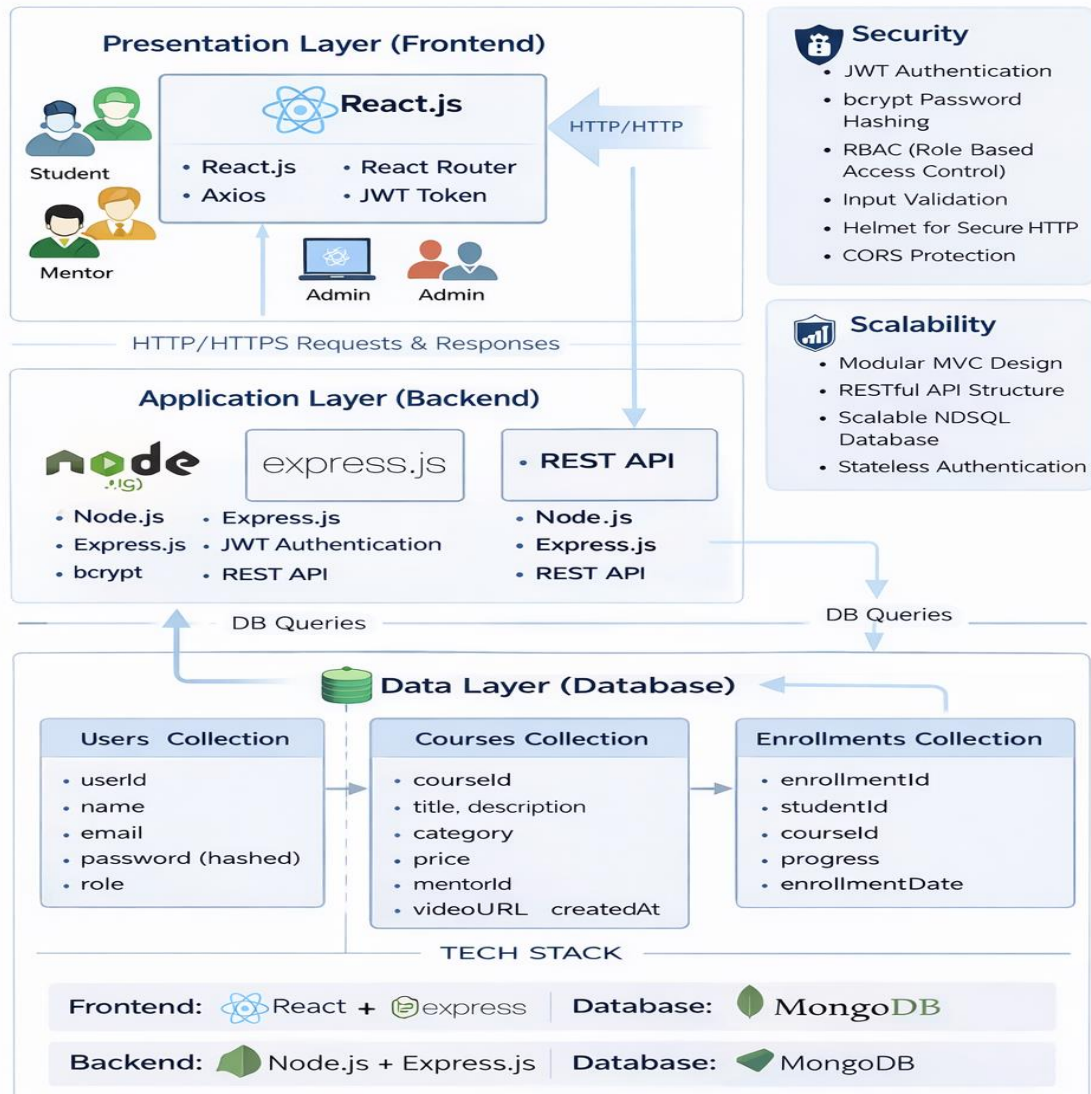 Presentation Layer (Frontend)
React.js
• React.js • React Router
• Axios • JWT Token
Student
Mentor
Admin Admin
HTTP/HTTP
HTTP/HTTPS Requests & Responses
Security
• JWT Authentication
• bcrypt Password
Hashing
• RBAC (Role Based
Access Control)
• Input Validation
• Helmet for Secure HTTP
• CORS Protection
Scalability
• Modular MVC Design
• RESTful API Structure
• Scalable NDSQL
Database
• Stateless Authentication
Application Layer (Backend)
node
express.js
• REST API
• Node.js • Express.js
• Express.js • JWT Authentication
• bcrypt • REST API
• Node.js
• Express.js
• REST API
DB Queries
DB Queries
Data Layer (Database)
Users Collection
• userId
• name
• email
• password (hashed)
• role
Courses Collection
• courseId
• title, description
• category
• price
• mentorId
• videoURL createdAt
Enrollments Collection
• enrollmentId
• studentId
• courseId
• progress
• enrollmentDate
TECH STACK
Frontend: React + express Database: MongoDB
Backend: Node.js + Express.js Database: MongoDB